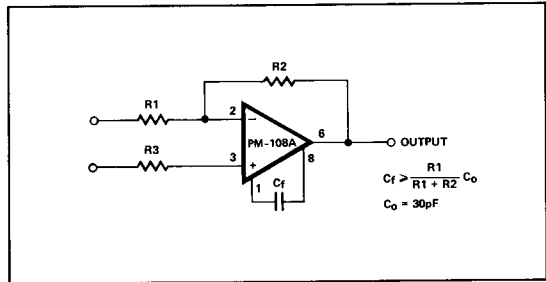 R2
R1
2
−
6
PM-108A
OUTPUT
8
R3
3
+
1
Cf
Cf ⩾ R1
R1 + R2
Co
Co = 30pF